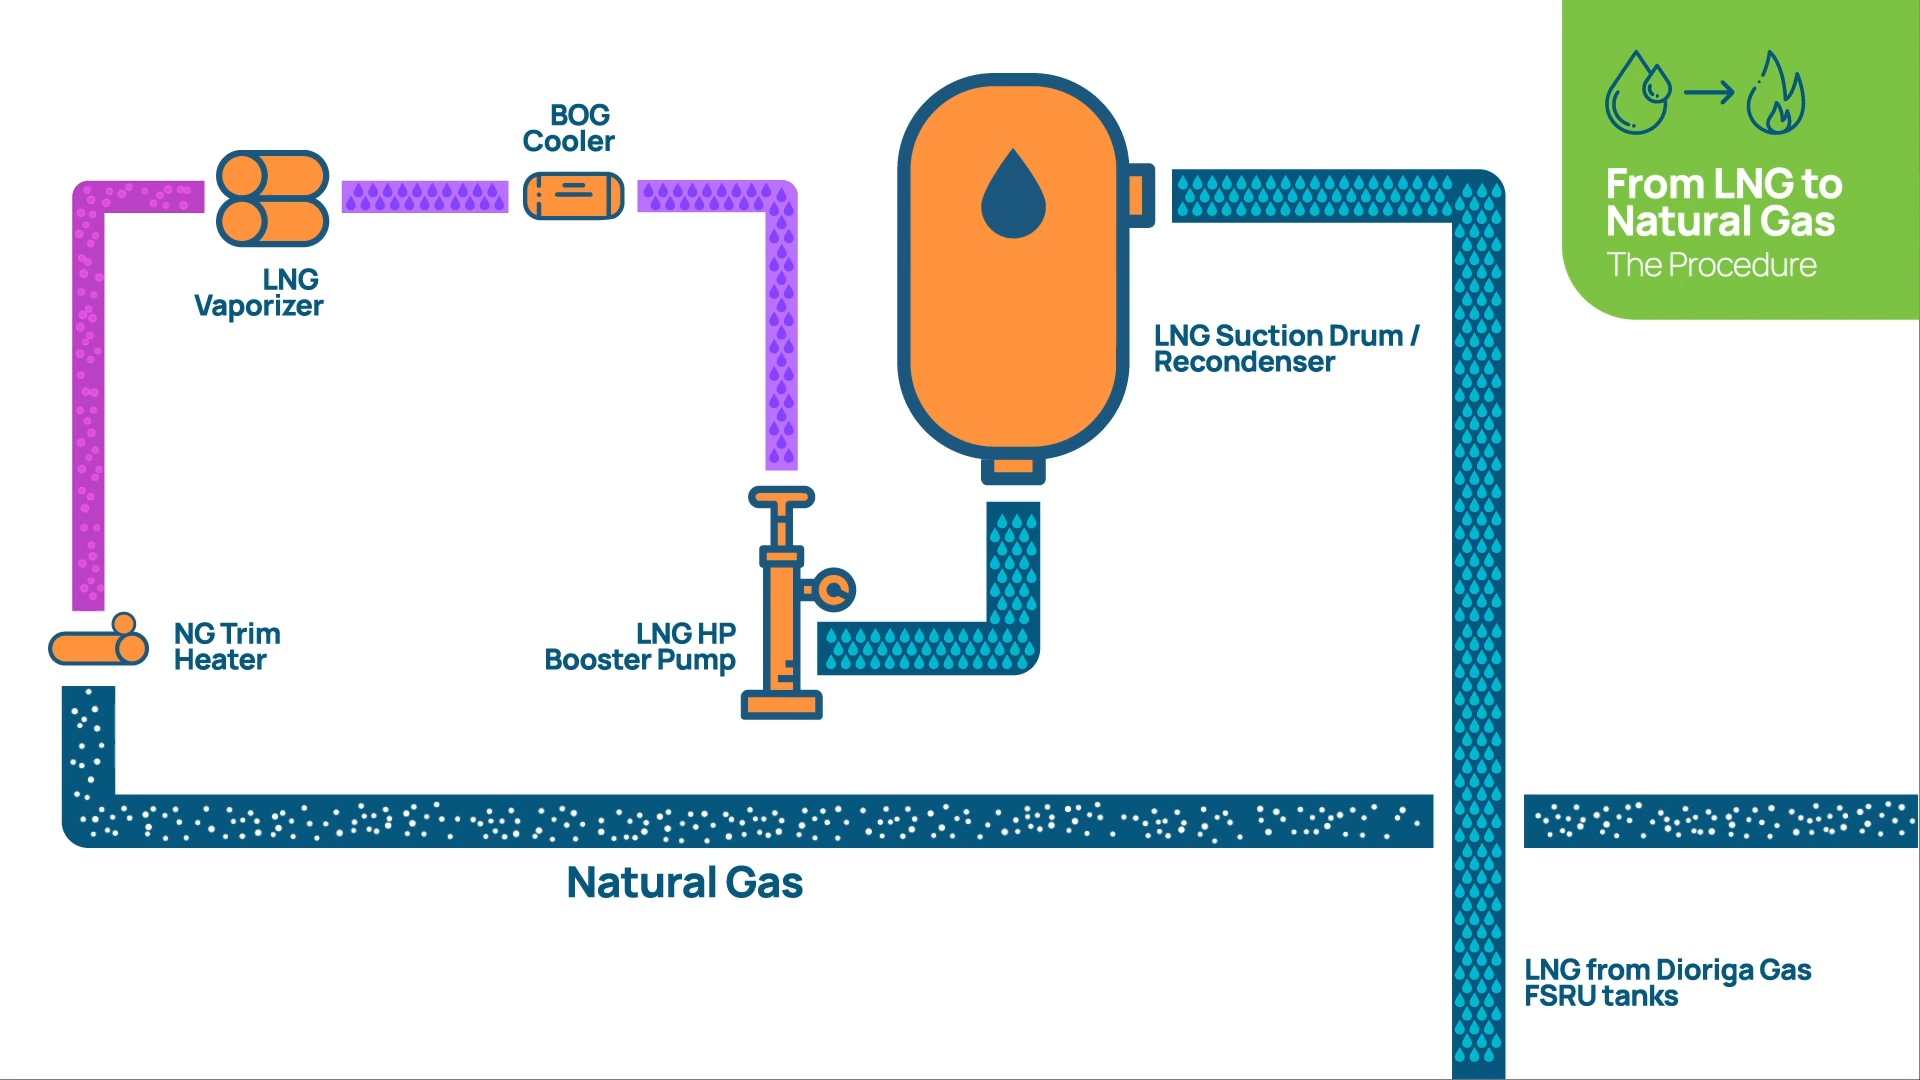 From LNG to
Natural Gas
The Procedure
BOG
Cooler
LNG
Vaporizer
LNG Suction Drum /
Recondenser
NG Trim
Heater
LNG HP
Booster Pump
Natural Gas
LNG from Dioriga Gas
FSRU tanks